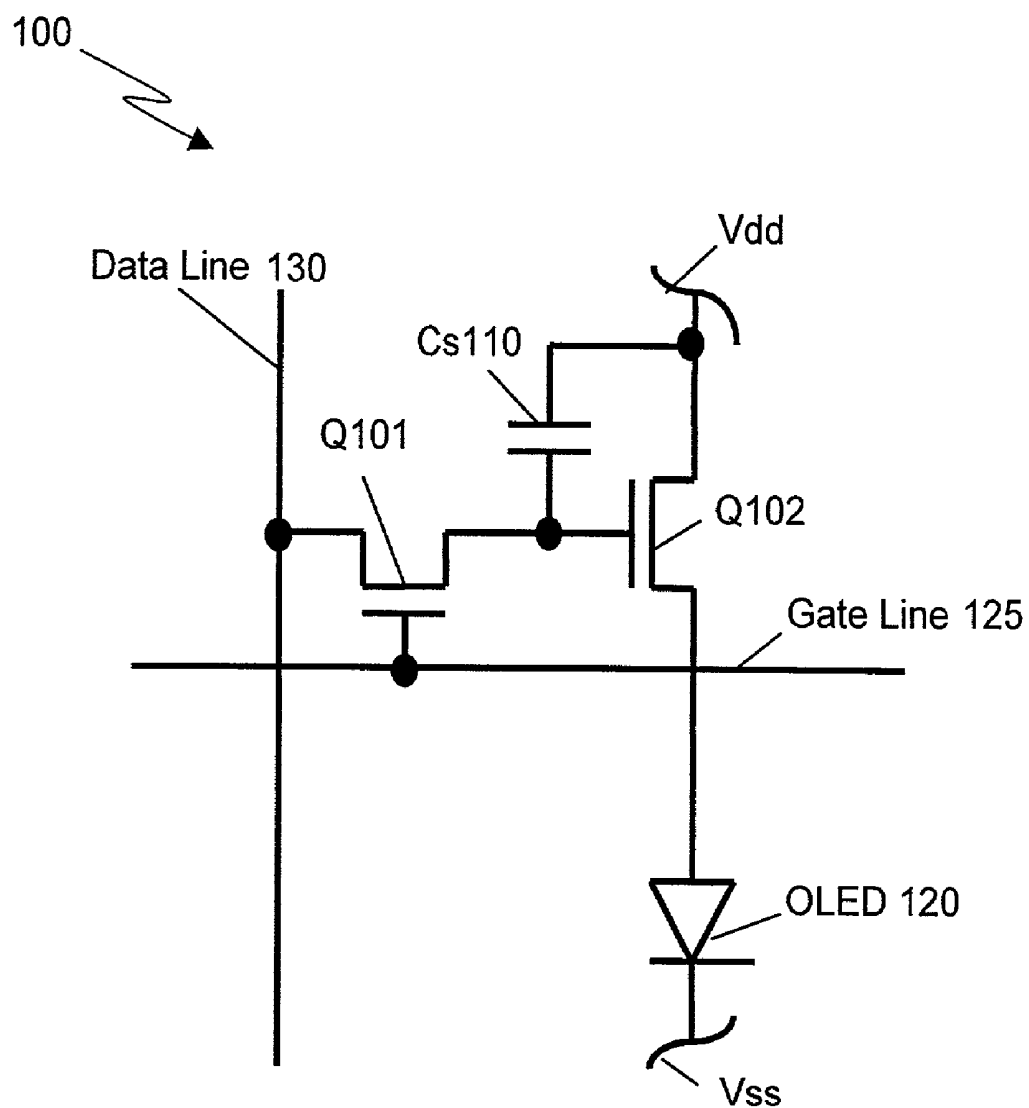 100
Vdd
Data Line 130
Cs110
Q101
Q102
Gate Line 125
OLED 120
Vss